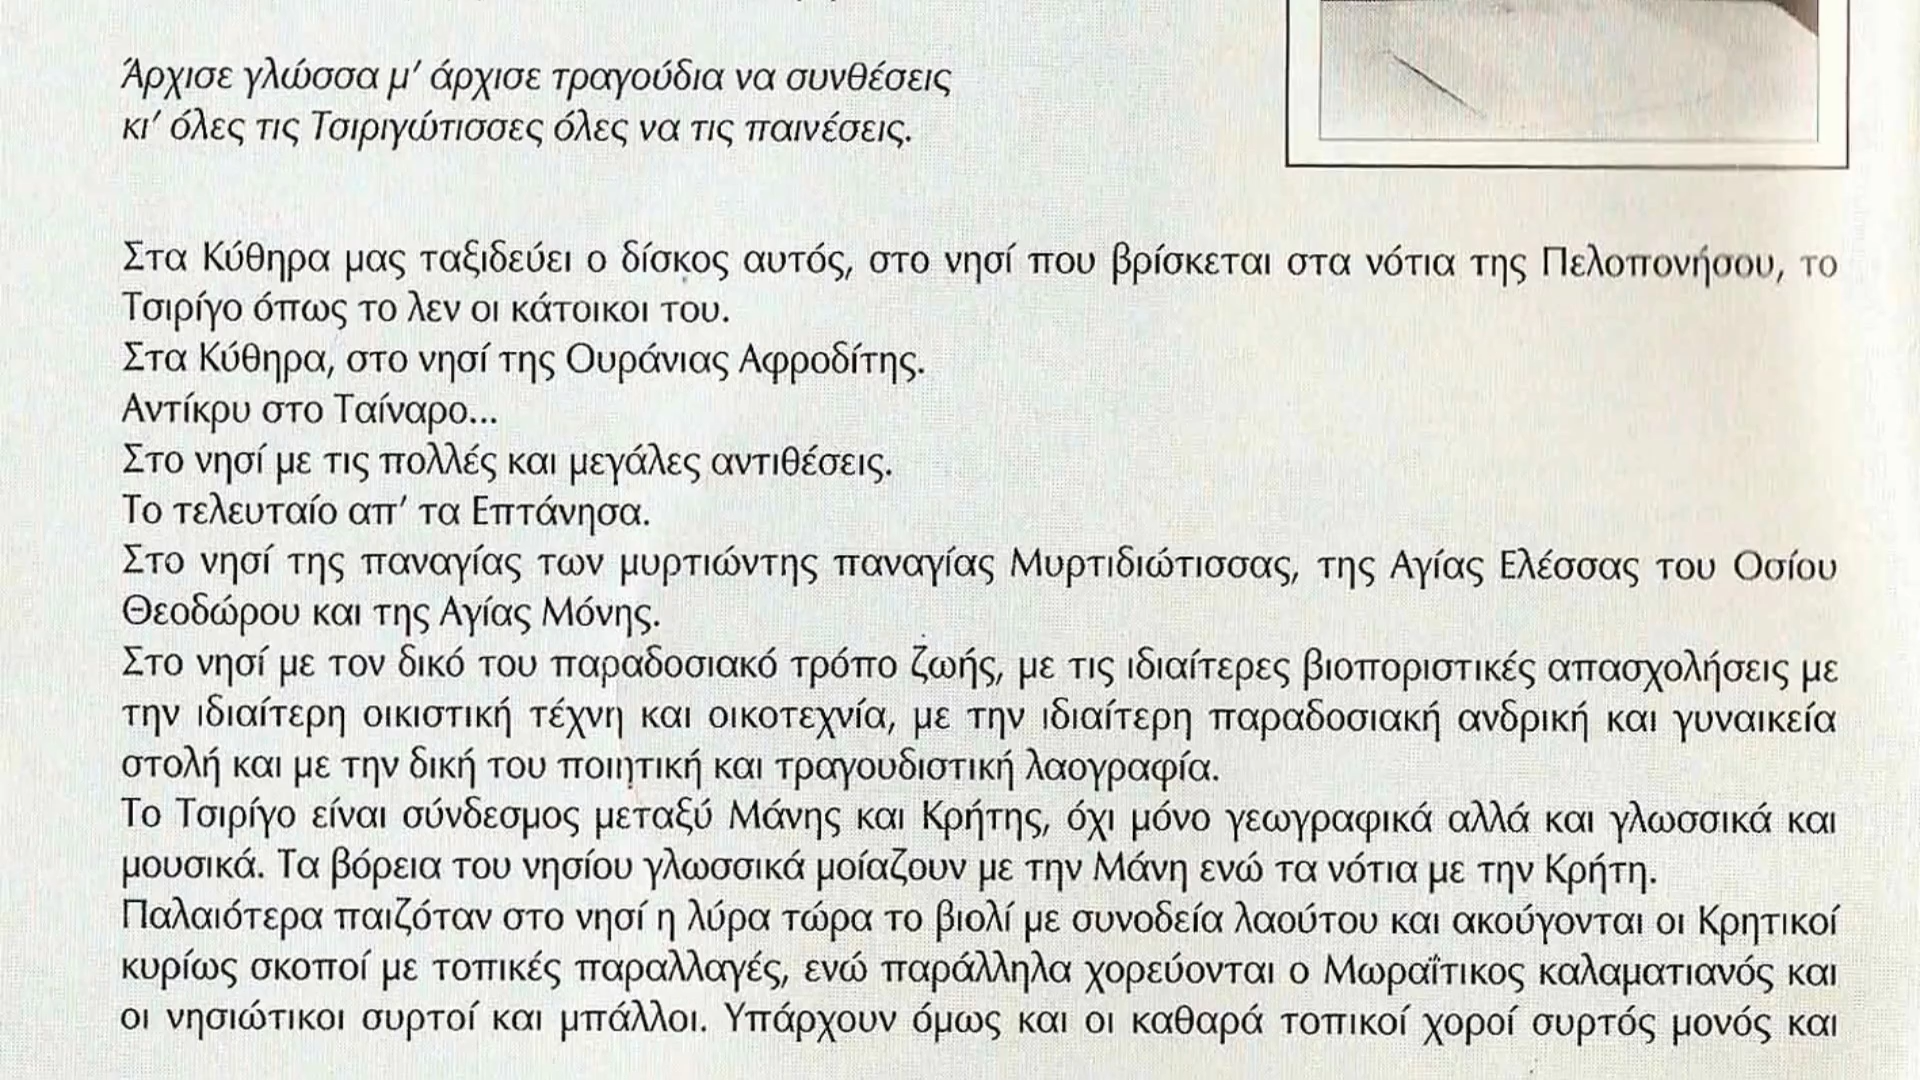 Άρχισε γλώσσα μ' άρχισε τραγούδια να συνθέσεις
κι' όλες τις Τσιριγώτισσες όλες να τις παινέσεις.
Στα Κύθηρα μας ταξιδεύει ο δίσκος αυτός, στο νησί που βρίσκεται στα νότια της Πελοπονήσου, το
Τσιρίγο όπως το λεν οι κάτοικοι του.
Στα Κύθηρα, στο νησί της Ουράνιας Αφροδίτης.
Αντίκρυ στο Ταίναρο...
Στο νησί με τις πολλές και μεγάλες αντιθέσεις.
Το τελευταίο απ' τα Επτάνησα.
Στο νησί της παναγίας των μυρτιώντης παναγίας Μυρτιδιώτισσας, της Αγίας Ελέσσας του Οσίου
Θεοδώρου και της Αγίας Μόνης.
Στο νησί με τον δικό του παραδοσιακό τρόπο ζωής, με τις ιδιαίτερες βιοποριστικές απασχολήσεις με
την ιδιαίτερη οικιστική τέχνη και οικοτεχνία, με την ιδιαίτερη παραδοσιακή ανδρική και γυναικεία
στολή και με την δική του ποιητική και τραγουδιστική λαογραφία.
Το Τσιρίγο είναι σύνδεσμος μεταξύ Μάνης και Κρήτης, όχι μόνο γεωγραφικά αλλά και γλωσσικά και
μουσικά. Τα βόρεια του νησίου γλωσσικά μοίαζουν με την Μάνη ενώ τα νότια με την Κρήτη.
Παλαιότερα παιζόταν στο νησί η λύρα τώρα το βιολί με συνοδεία λαούτου και ακούγονται οι Κρητικοί
κυρίως σκοποί με τοπικές παραλλαγές, ενώ παράλληλα χορεύονται ο Μωραΐτικος καλαματιανός και
οι νησιώτικοι συρτοί και μπάλλοι. Υπάρχουν όμως και οι καθαρά τοπικοί χοροί συρτός μονός και